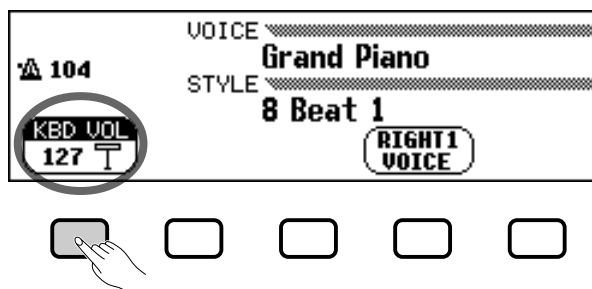 VOICE
Grand Piano
104
STYLE
8 Beat 1
KBD VOL
127
RIGHT1
VOICE